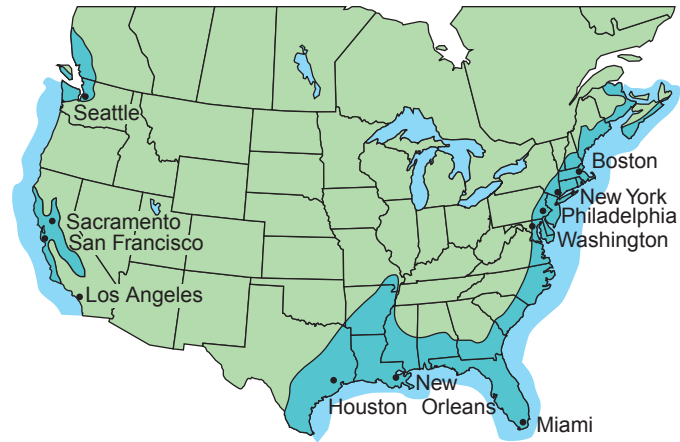 Seattle
Boston
New York
Philadelphia
Washington
Sacramento
San Francisco
Los Angeles
New
Houston Orleans
Miami